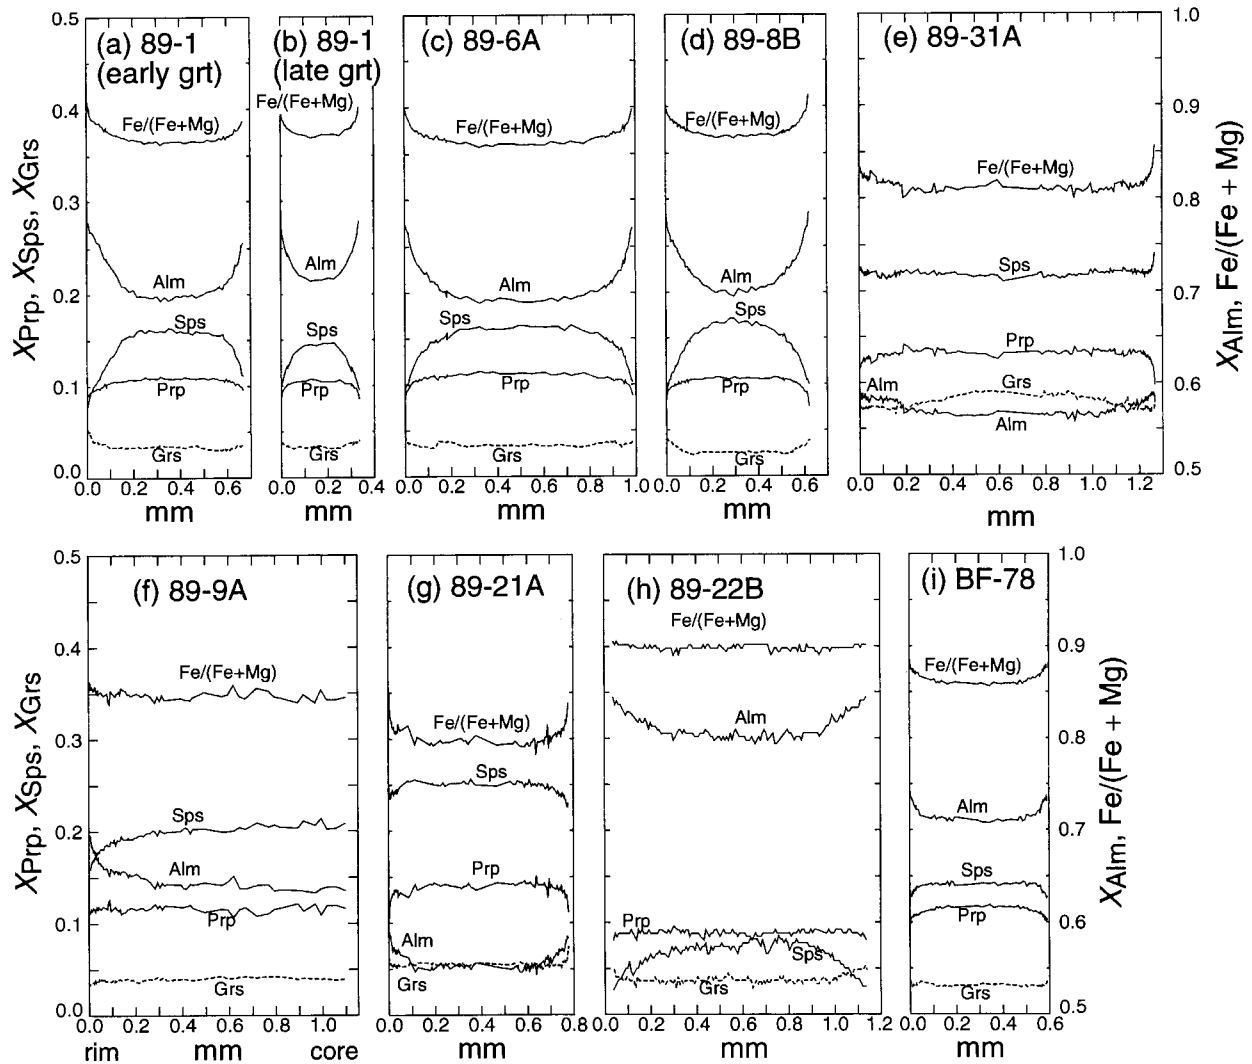 (a) 89-1
(early grt)
(b) 89-1
(late grt)
(c) 89-6A
(d) 89-8B
(e) 89-31A
0.5
0.4
0.3
0.2
0.1
0.0
XPrp, XSps, XGrs
Fe/(Fe+Mg)
Alm
Sps
Prp
Grs
0.0 0.2 0.4 0.6
mm
Fe/(Fe+Mg)
Alm
Sps
Prp
Grs
0.0 0.2 0.4
mm
Fe/(Fe+Mg)
Alm
Sps
Prp
Grs
0.0 0.2 0.4 0.6 0.8 1.0
mm
Fe/(Fe+Mg)
Alm
Sps
Prp
Grs
0.0 0.2 0.4 0.6
mm
Fe/(Fe+Mg)
Sps
Prp
Alm
Grs
Alm
0.0 0.2 0.4 0.6 0.8 1.0 1.2
mm
1.0
0.9
0.8
0.7
0.6
0.5
XAlm, Fe/(Fe + Mg)
(f) 89-9A
(g) 89-21A
(h) 89-22B
(i) BF-78
0.5
0.4
0.3
0.2
0.1
0.0
XPrp, XSps, XGrs
Fe/(Fe+Mg)
Sps
Alm
Prp
Grs
0.0 0.2 0.4 0.6 0.8 1.0
rim mm core
Fe/(Fe+Mg)
Sps
Prp
Alm
Grs
0.0 0.2 0.4 0.6 0.8
mm
Fe/(Fe+Mg)
Alm
Prp
Sps
Grs
0.0 0.2 0.4 0.6 0.8 1.0 1.2
mm
Fe/(Fe+Mg)
Alm
Sps
Prp
Grs
0.0 0.2 0.4 0.6
mm
1.0
0.9
0.8
0.7
0.6
0.5
XAlm, Fe/(Fe + Mg)